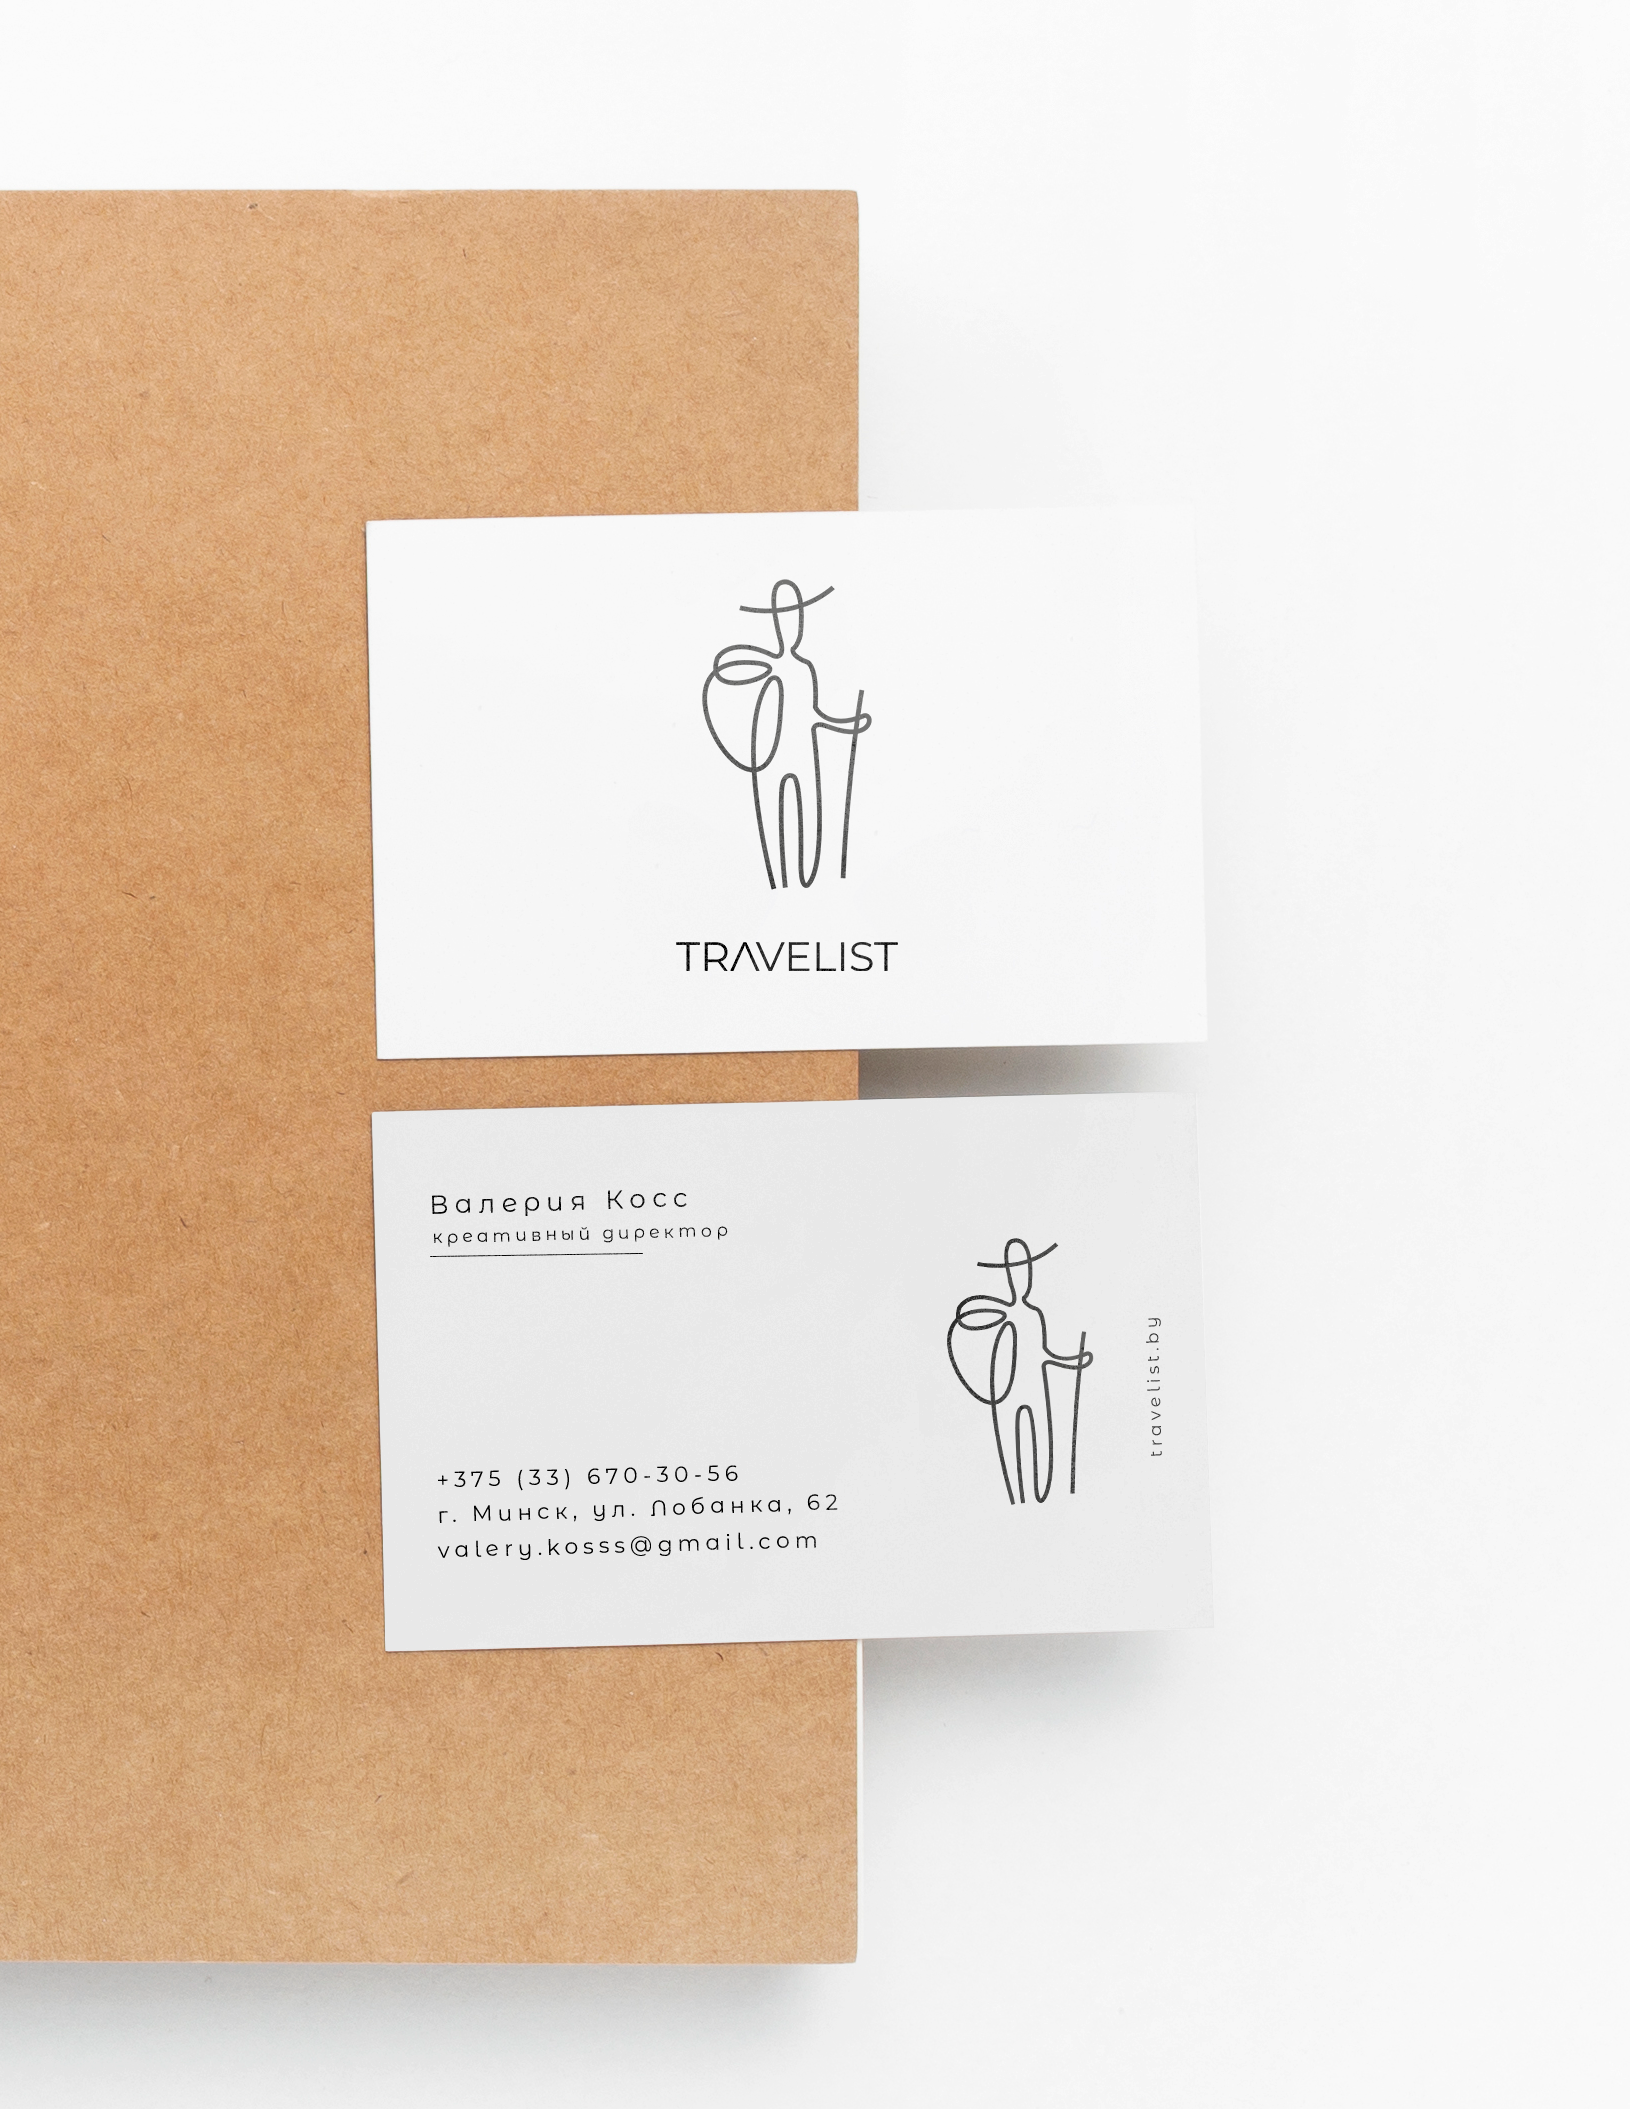 TRAVELIST
Валерия Косс
креативный директор
+375 (33) 670-30-56
г. Минск, ул. Лобанка, 62
valery.kosss@gmail.com
travelist.by